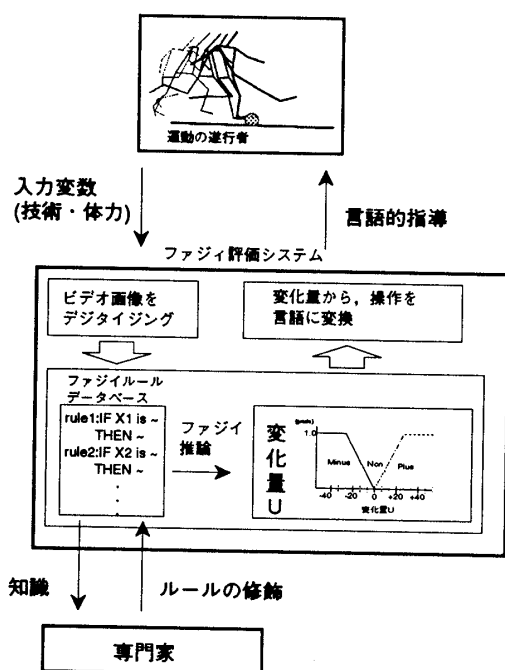 運動の遂行者
入力変数
(技術・体力)
言語的指導
ファジィ評価システム
ビデオ画像を
デジタイジング
変化量から，操作を
言語に変換
ファジイルール
データベース
rule1:IF X1 is ~
THEN ~
rule2:IF X2 is ~
THEN ~
.
.
.
ファジイ
推論
変
化
量
U
1.0
Minus
Non
Plus
-40
-20
0
+20
+40
変化量U
知識
ルールの修飾
専門家